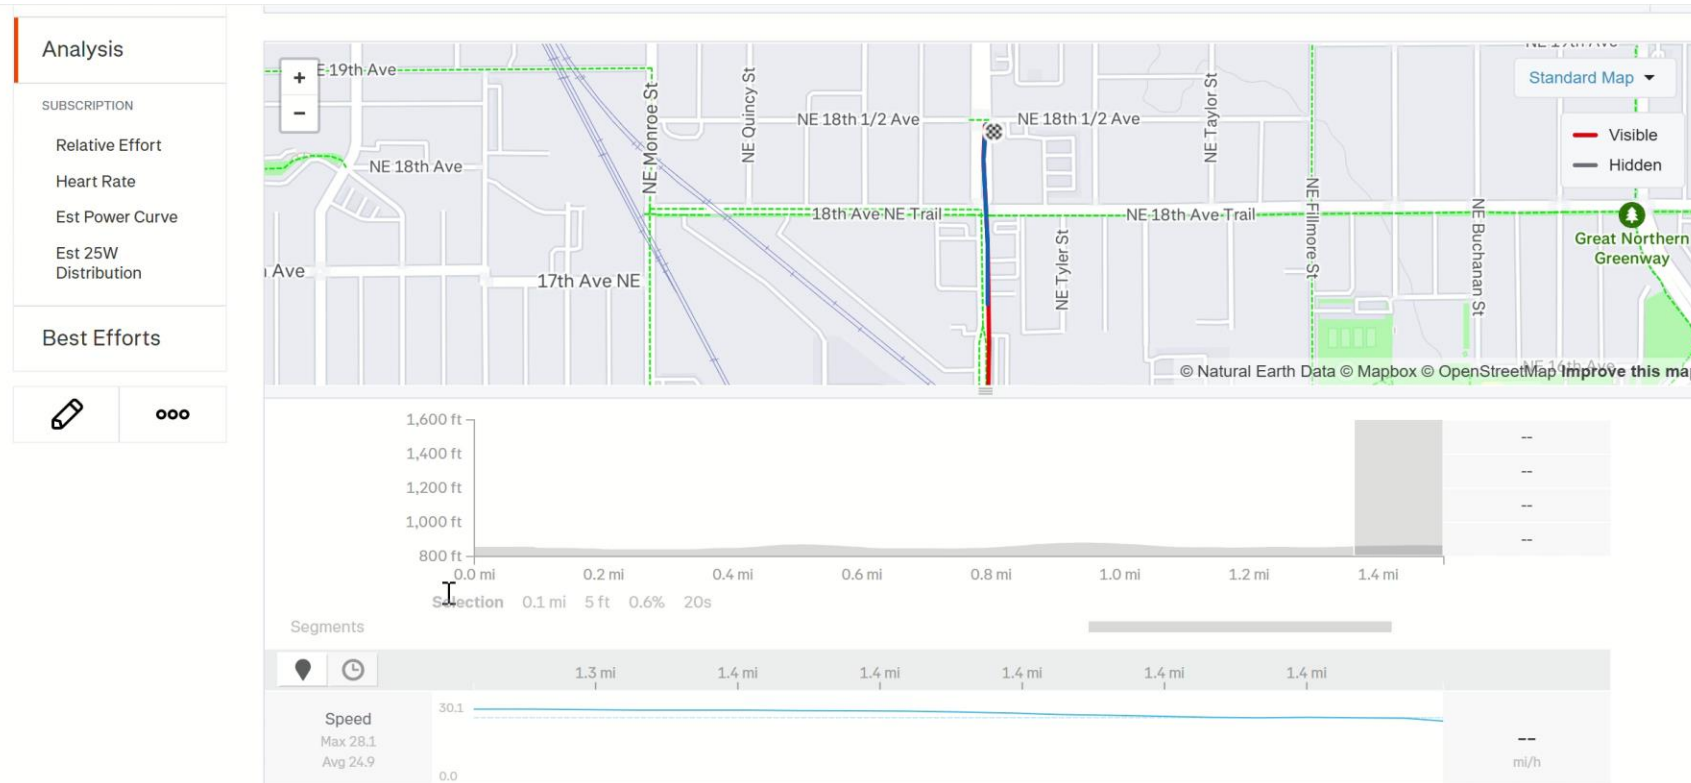 Analysis
SUBSCRIPTION
Relative Effort
Heart Rate
Est Power Curve
Est 25W
Distribution
Best Efforts
+
−
E 19th Ave
NE 18th Ave
Ave
17th Ave NE
NE Monroe St
NE Quincy St
NE 18th 1/2 Ave
NE 18th 1/2 Ave
NE Taylor St
18th Ave NE Trail
NE 18th Ave Trail
NE Tyler St
NE Fillmore St
NE Buchanan St
Standard Map
Visible
Hidden
Great Northern
Greenway
NE 16th Ave
© Natural Earth Data © Mapbox © OpenStreetMap Improve this map
1,600 ft
1,400 ft
1,200 ft
1,000 ft
800 ft
--
--
--
--
0.0 mi 0.2 mi 0.4 mi 0.6 mi 0.8 mi 1.0 mi 1.2 mi 1.4 mi
Selection 0.1 mi 5 ft 0.6% 20s
Segments
1.3 mi 1.4 mi 1.4 mi 1.4 mi 1.4 mi 1.4 mi
Speed
Max 28.1
Avg 24.9
30.1
0.0
--
mi/h